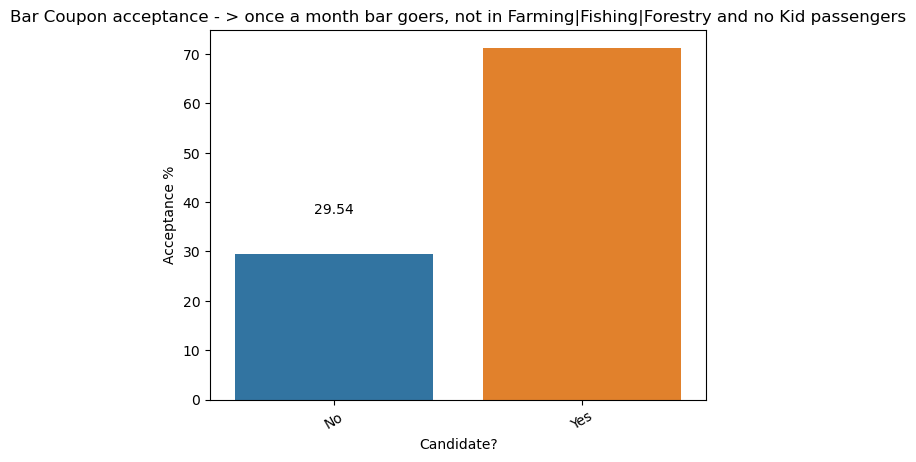 Bar Coupon acceptance - > once a month bar goers, not in Farming|Fishing|Forestry and no Kid passengers
70
60
50
40
30
20
10
0
Acceptance %
29.54
No
Yes
Candidate?